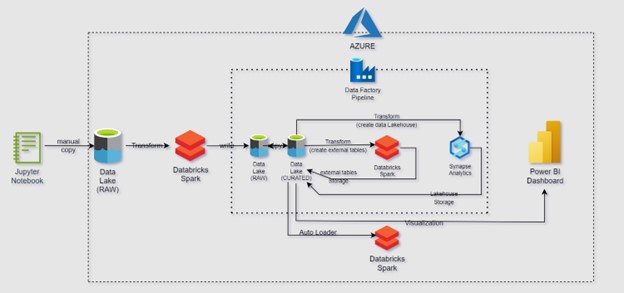 AZURE
Data Factory
Pipeline
Transform
(create data Lakehouse)
manual
copy
Transform
write
copy
Transform
(create external tables)
Jupyter
Notebook
Data
Lake
(RAW)
Databricks
Spark
Data
Lake
(RAW)
Data
Lake
(CURATED)
Databricks
Spark
Synapse
Analytics
Power BI
Dashboard
external tables
Storage
Lakehouse
Storage
Visualization
Auto Loader
Databricks
Spark